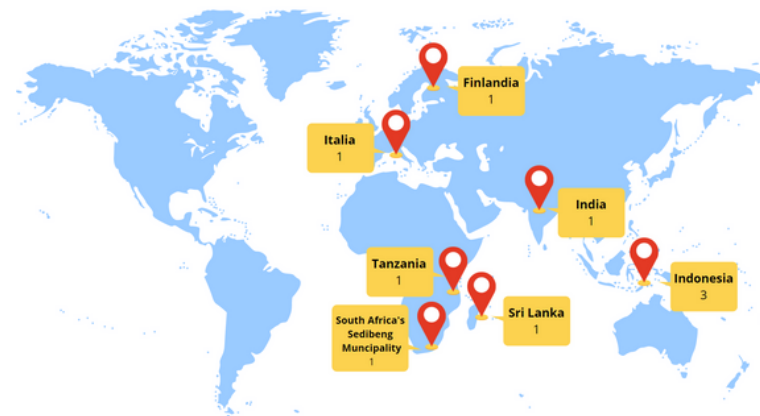 Finlandia
1
Italia
1
India
1
Tanzania
1
Indonesia
3
Sri Lanka
1
South Africa's
Sedibeng
Muncipality
1